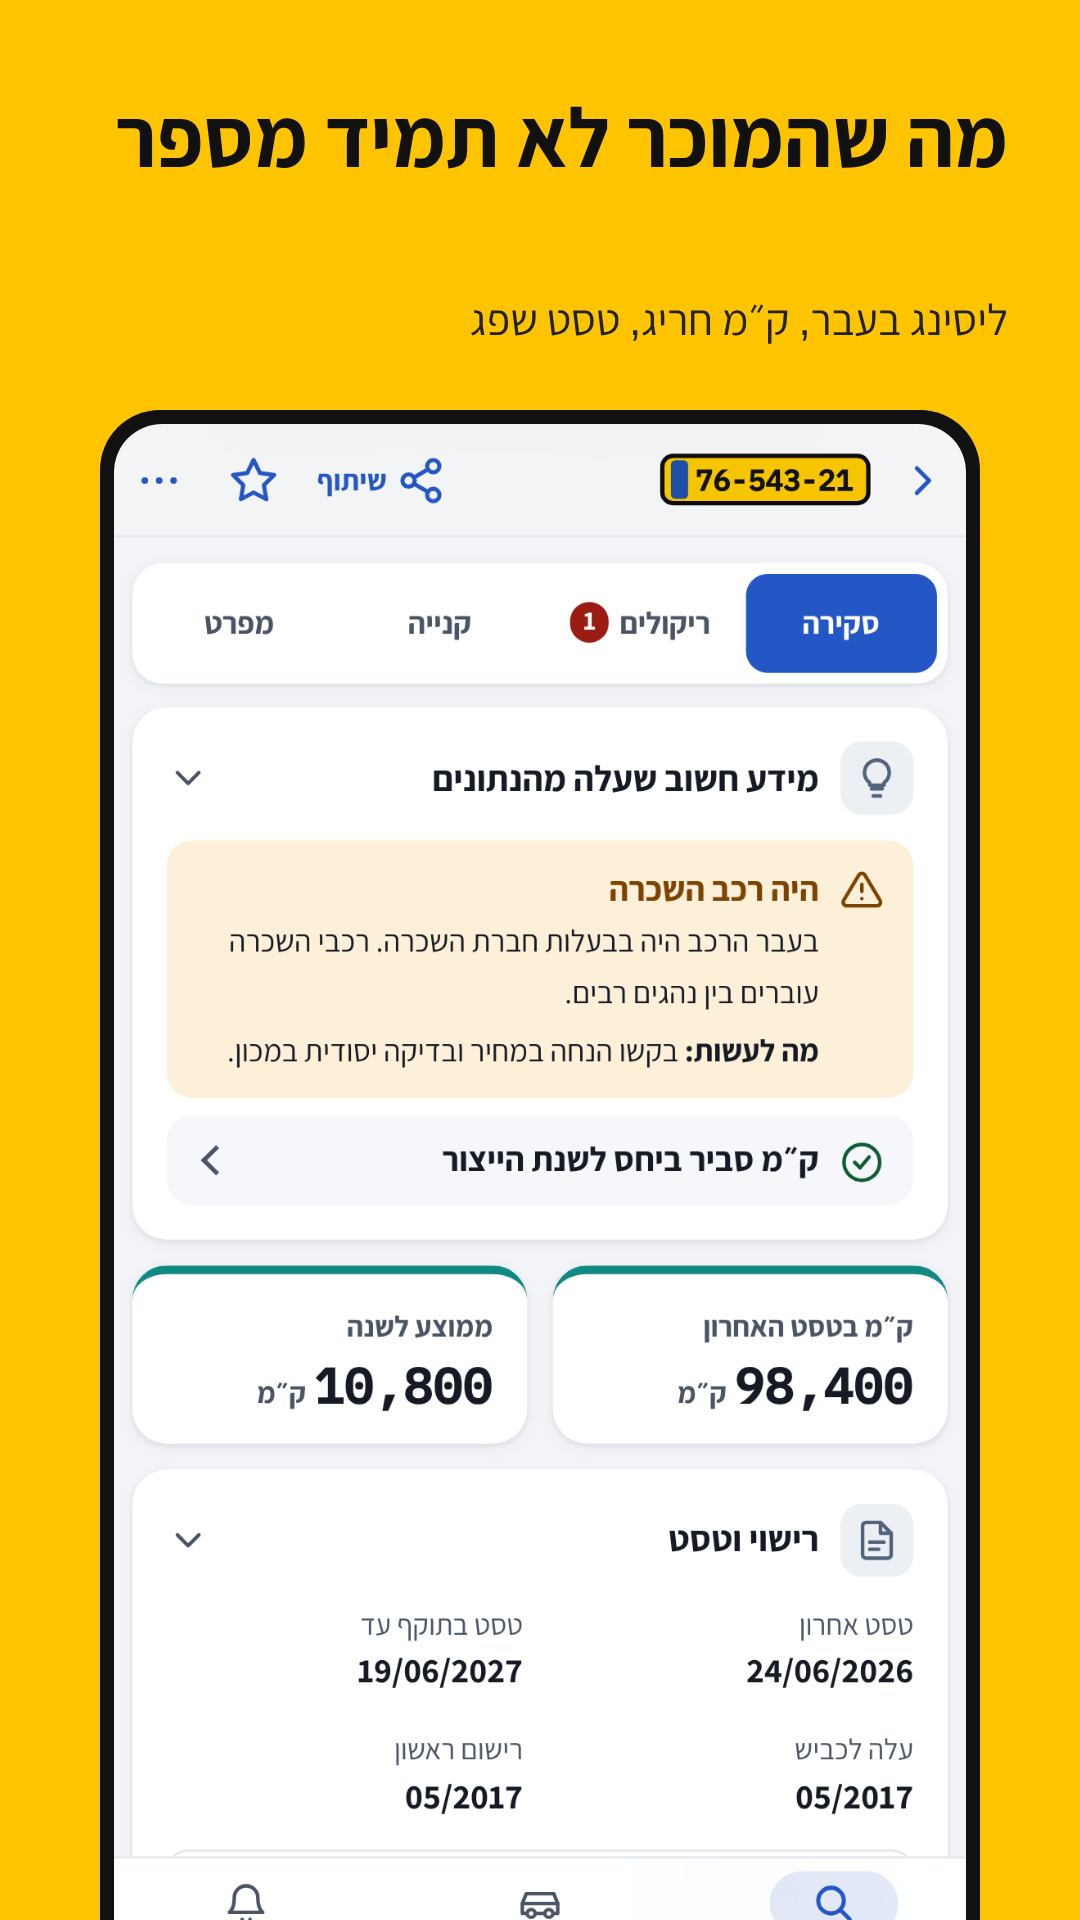 מה שהמוכר לא תמיד מספר
ליסינג בעבר, ק״מ חריג, טסט שפג
76-543-21
שיתוף
סקירה
ריקולים 1
קנייה
מפרט
מידע חשוב שעלה מהנתונים
היה רכב השכרה
בעבר הרכב היה בבעלות חברת השכרה. רכבי השכרה
עוברים בין נהגים רבים.
מה לעשות: בקשו הנחה במחיר ובדיקה יסודית במכון.
ק״מ סביר ביחס לשנת הייצור
ק״מ בטסט האחרון
98,400 ק״מ
ממוצע לשנה
10,800 ק״מ
רישוי וטסט
טסט אחרון
24/06/2026
טסט בתוקף עד
19/06/2027
עלה לכביש
05/2017
רישום ראשון
05/2017